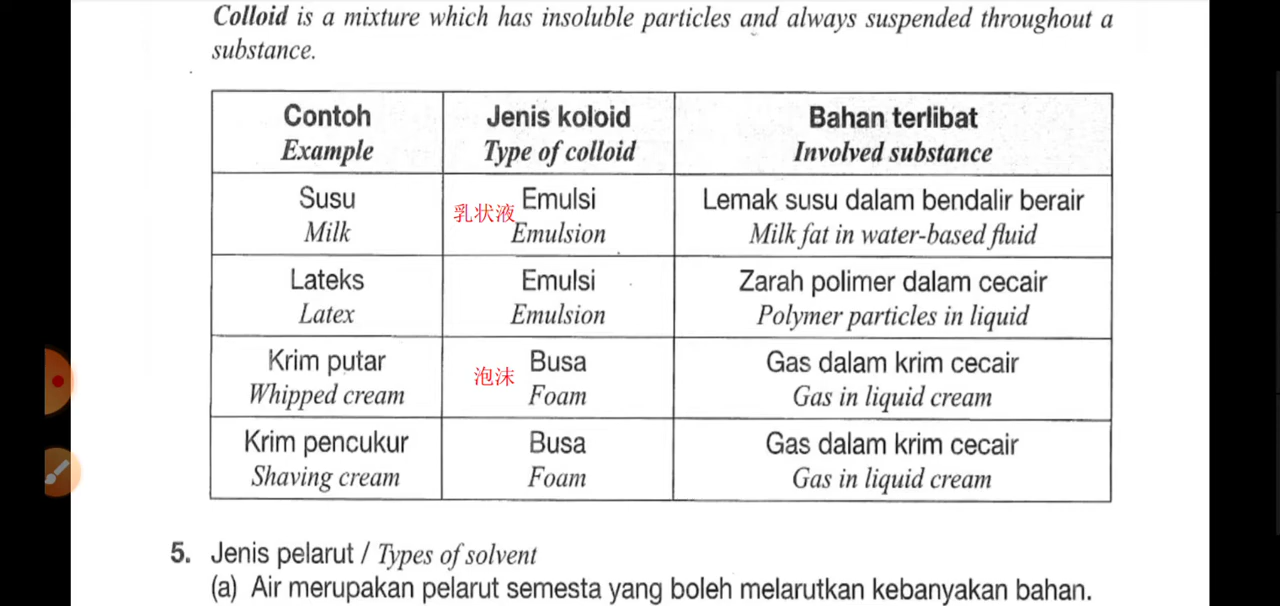 Colloid is a mixture which has insoluble particles and always suspended throughout a
substance.
Contoh
Example
Jenis koloid
Type of colloid
Bahan terlibat
Involved substance
Susu
Milk
乳状液
Emulsi
Emulsion
Lemak susu dalam bendalir berair
Milk fat in water-based fluid
Lateks
Latex
Emulsi
Emulsion
Zarah polimer dalam cecair
Polymer particles in liquid
Krim putar
Whipped cream
泡沫
Busa
Foam
Gas dalam krim cecair
Gas in liquid cream
Krim pencukur
Shaving cream
Busa
Foam
Gas dalam krim cecair
Gas in liquid cream
5. Jenis pelarut / Types of solvent
(a) Air merupakan pelarut semesta yang boleh melarutkan kebanyakan bahan.